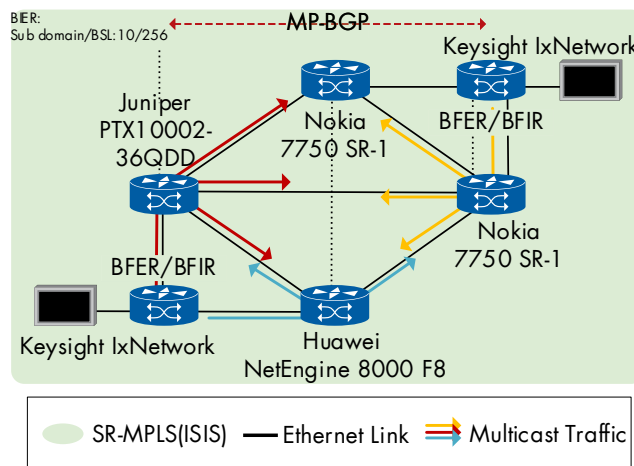 BIER:
Sub domain/BSL: 10/256
MP-BGP
Keysight IxNetwork
Juniper
PTX10002-
36QDD
Nokia
7750 SR-1
BFER/BFIR
Nokia
7750 SR-1
BFER/BFIR
Keysight IxNetwork
Huawei
NetEngine 8000 F8
SR-MPLS(ISIS)
Ethernet Link
Multicast Traffic